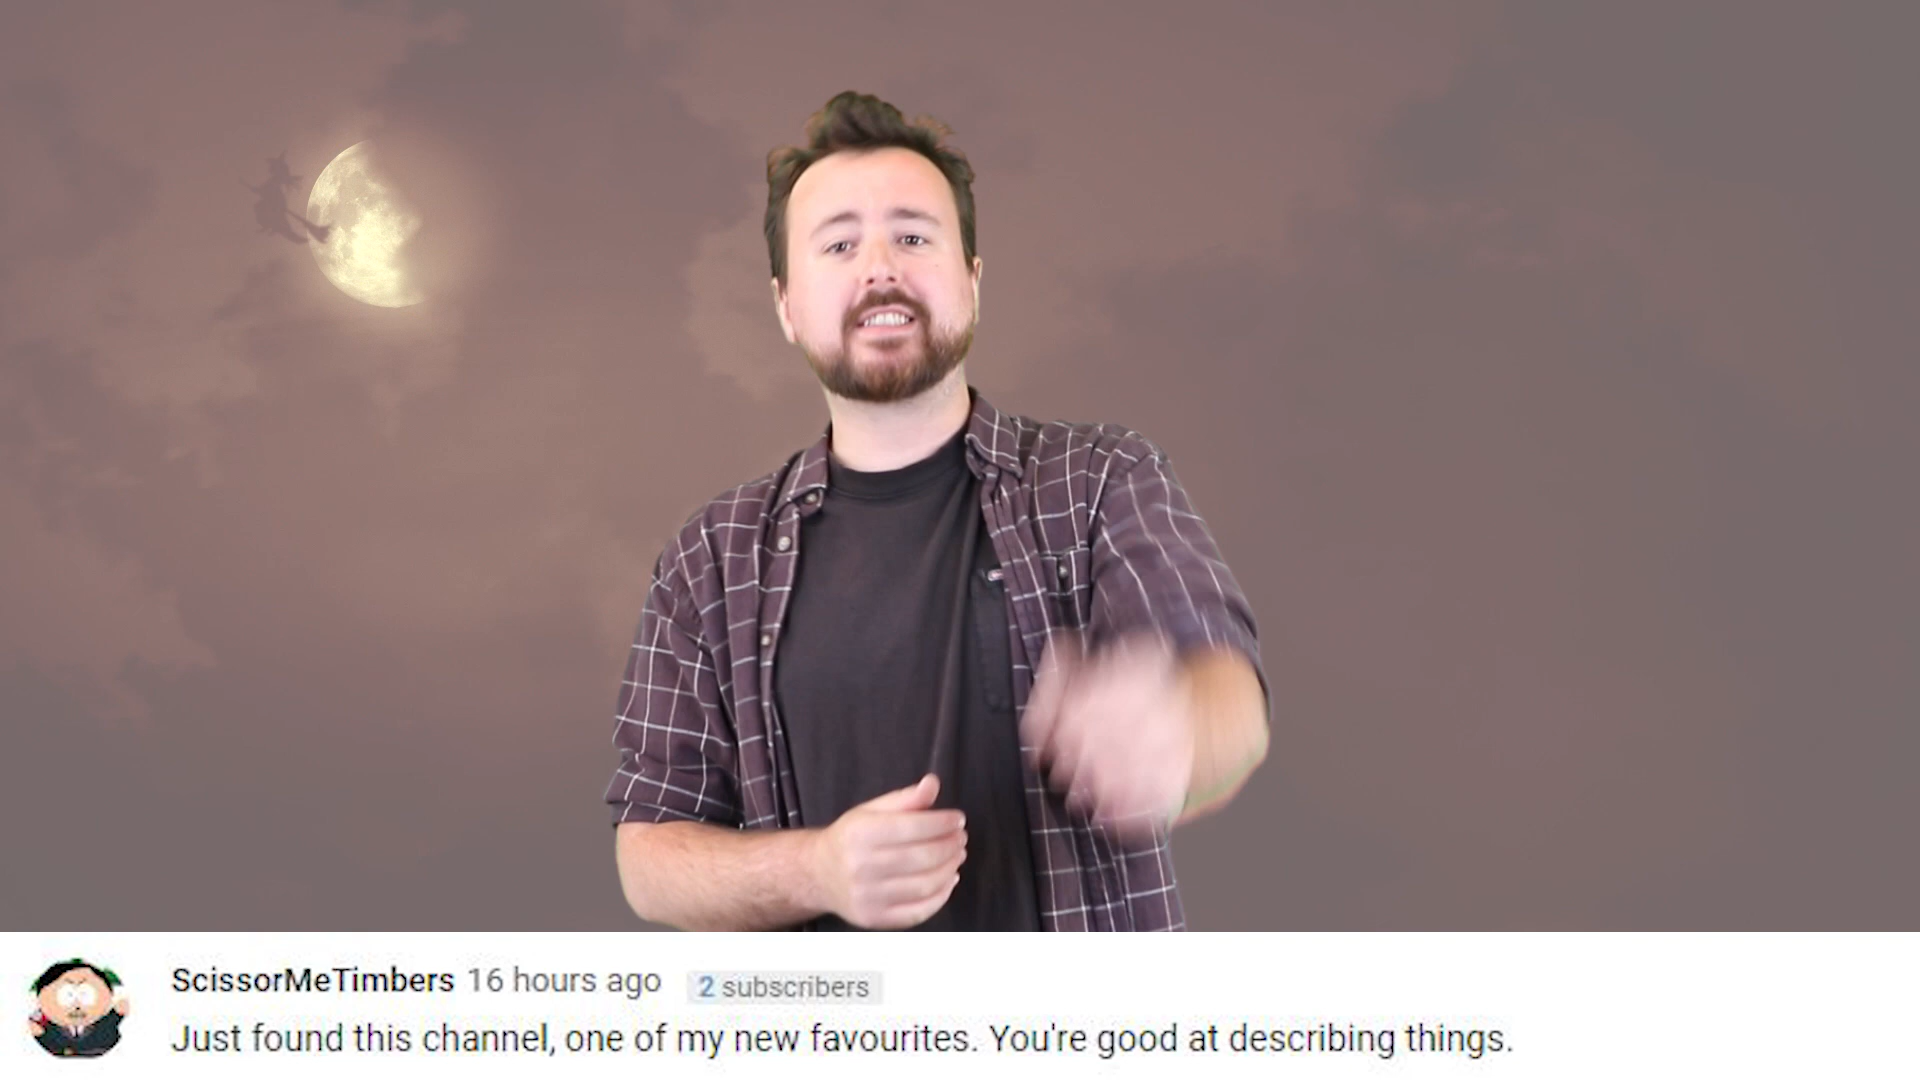 ScissorMeTimbers 16 hours ago 2 subscribers
Just found this channel, one of my new favourites. You're good at describing things.